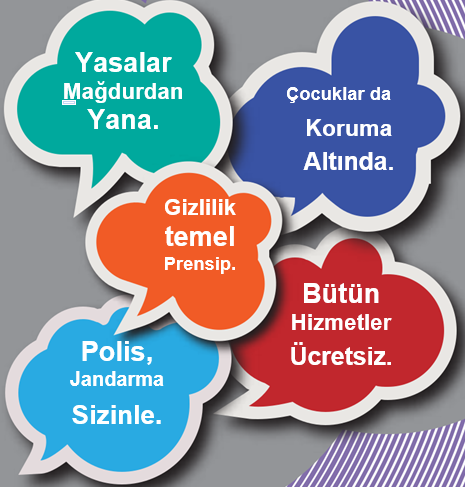 Yasalar
Mağdurdan
Yana.
Çocuklar da
Koruma
Altında.
Gizlilik
temel
Prensip.
Bütün
Hizmetler
Ücretsiz.
Polis,
Jandarma
Sizinle.